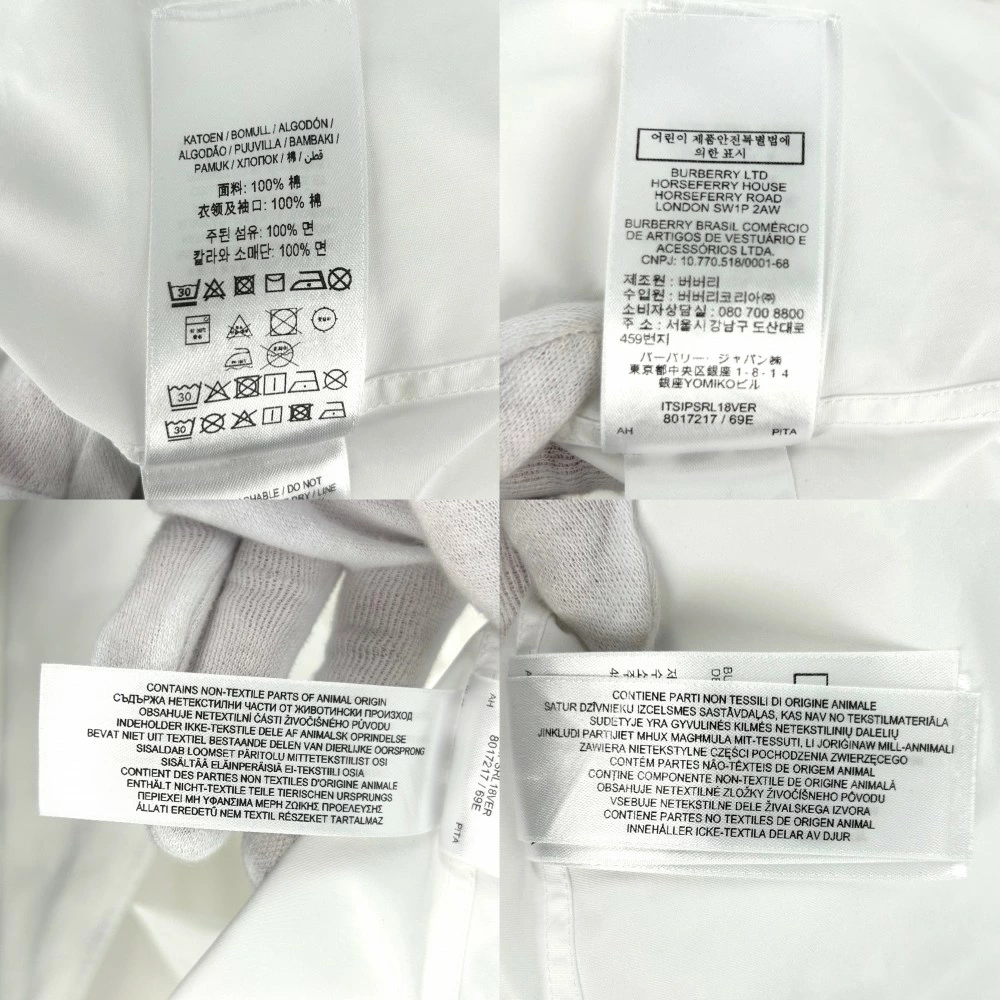 KATOEN / BOMULL / ALGODÓN /
ALGODÃO / PUUVILLA / BAMBAKI /
PAMUK / ХЛОПОК / 棉 / قطن
面料: 100% 棉
衣领及袖口: 100% 棉
주된 섬유: 100% 면
칼라와 소매단: 100% 면
30
30
30
DO NOT
LINE
어린이 제품안전특별법에
의한 표시
BURBERRY LTD
HORSEFERRY HOUSE
HORSEFERRY ROAD
LONDON SW1P 2AW
BURBERRY BRASIL COMÉRCIO
DE ARTIGOS DE VESTUÁRIO E
ACESSÓRIOS LTDA.
CNPJ: 10.770.518/0001-68
제조원 : 버버리
수입원 : 버버리코리아㈜
소비자상담실 : 080 700 8800
주 소 : 서울시 강남구 도산대로
459번지
バーバリー・ジャパン㈱
東京都中央区銀座 1-8-14
銀座YOMIKOビル
ITSIPSRL18VER
8017217 / 69E
AH PITA
CONTAINS NON-TEXTILE PARTS OF ANIMAL ORIGIN
СЪДЪРЖА НЕТЕКСТИЛНИ ЧАСТИ ОТ ЖИВОТИНСКИ ПРОИЗХОД
OBSAHUJE NETEXTILNÍ ČÁSTI ŽIVOČIŠNÉHO PŮVODU
INDEHOLDER IKKE-TEKSTILE DELE AF ANIMALSK OPRINDELSE
BEVAT NIET UIT TEXTIEL BESTAANDE DELEN VAN DIERLIJKE OORSPRONG
SISALDAB LOOMSET PÄRITOLU MITTETEKSTIILIST OSI
SISÄLTÄÄ ELÄINPERÄISIÄ EI-TEKSTIILI OSIA
CONTIENT DES PARTIES NON TEXTILES D'ORIGINE ANIMALE
ENTHÄLT NICHT-TEXTILE TEILE TIERISCHEN URSPRUNGS
ΠΕΡΙΕΧΕΙ ΜΗ ΥΦΑΝΣΙΜΑ ΜΕΡΗ ΖΩΙΚΗΣ ΠΡΟΕΛΕΥΣΗΣ
ÁLLATI EREDETŰ NEM TEXTIL RÉSZEKET TARTALMAZ
AH
SRL18VER
8017217 / 69E
PITA
CONTIENE PARTI NON TESSILI DI ORIGINE ANIMALE
SATUR DZĪVNIEKU IZCELSMES SASTĀVDAĻAS, KAS NAV NO TEKSTILMATERIĀLA
SUDĖTYJE YRA GYVULINĖS KILMĖS NETEKSTILINIŲ DALELIŲ
JINKLUDI PARTIJIET MHUX MAGHMULA MIT-TESSUTI, LI JORIĠINAW MILL-ANNIMALI
ZAWIERA NIETEKSTYLNE CZĘŚCI POCHODZENIA ZWIERZĘCEGO
CONTÉM PARTES NÃO-TÊXTEIS DE ORIGEM ANIMAL
CONȚINE COMPONENTE NON-TEXTILE DE ORIGINE ANIMALĂ
OBSAHUJE NETEXTILNÉ ZLOŽKY ŽIVOČÍŠNEHO PÔVODU
VSEBUJE NETEKSTILNE DELE ŽIVALSKEGA IZVORA
CONTIENE PARTES NO TEXTILES DE ORIGEN ANIMAL
INNEHÅLLER ICKE-TEXTILA DELAR AV DJUR